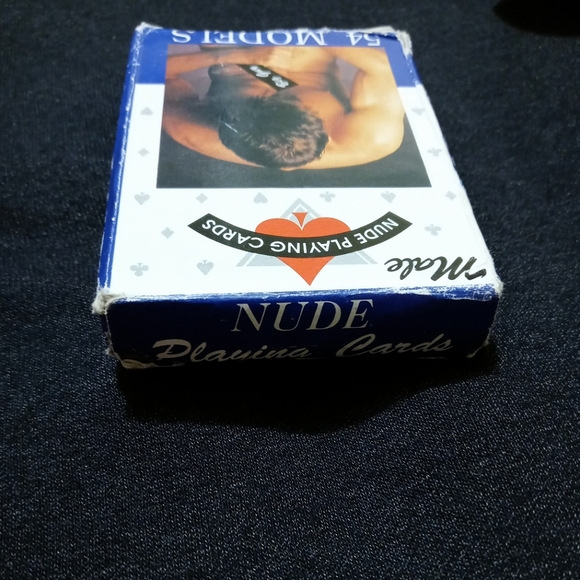 54 MODELS
NUDE PLAYING CARDS
Male
NUDE
Playing Cards